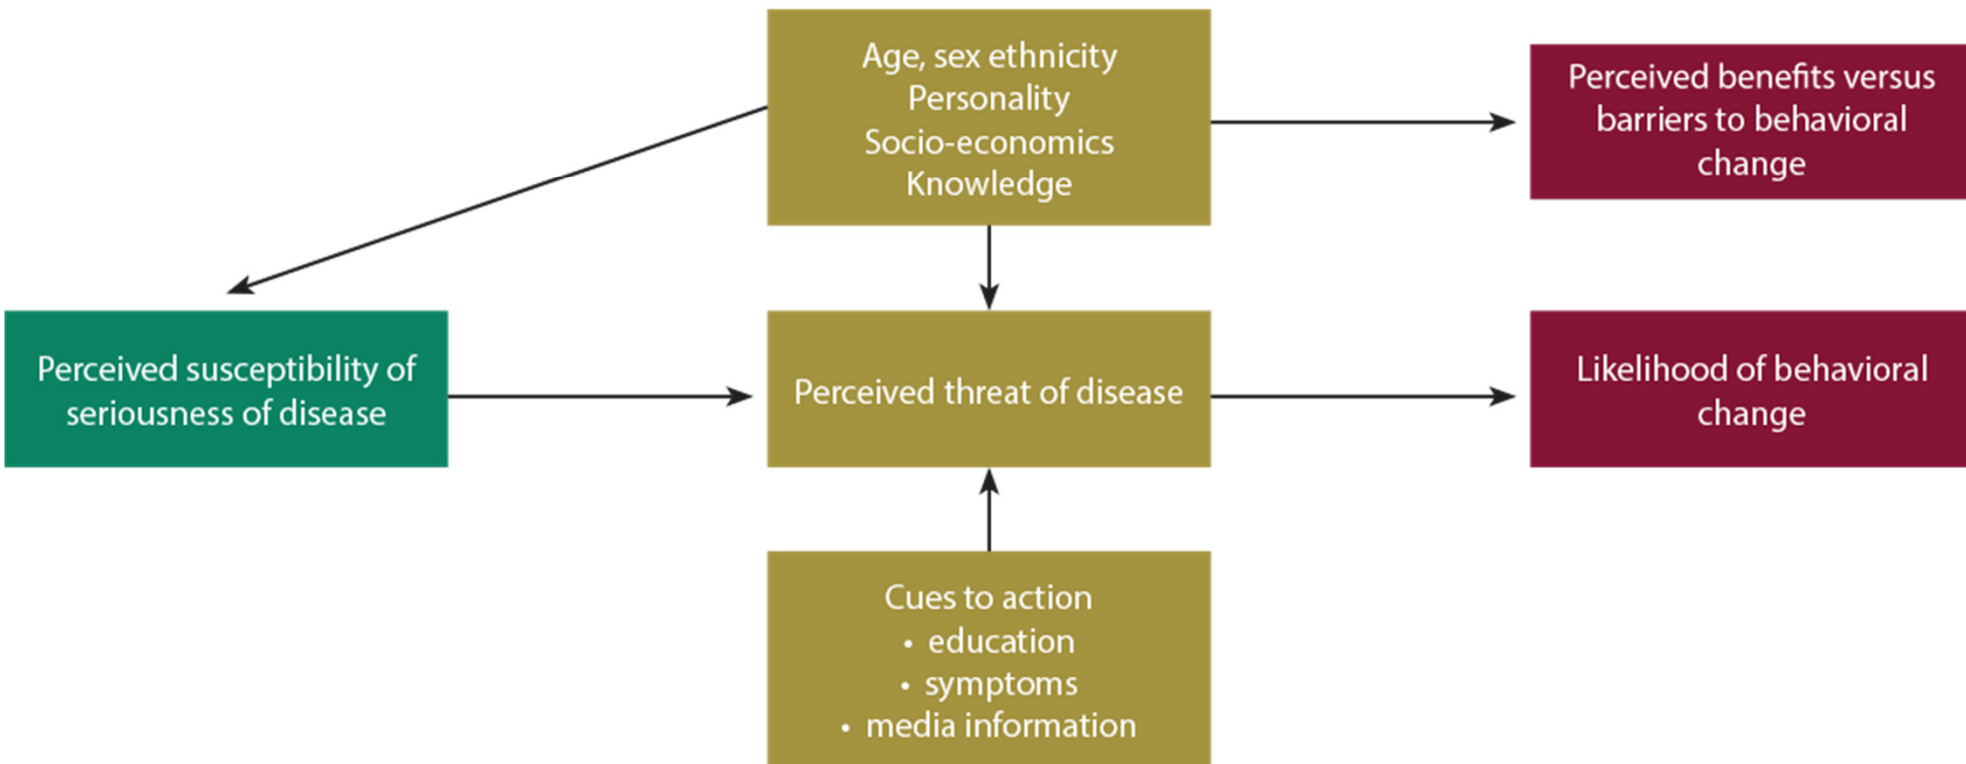 Age, sex ethnicity
Personality
Socio-economics
Knowledge
Perceived benefits versus
barriers to behavioral
change
Perceived susceptibility of
seriousness of disease
Perceived threat of disease
Likelihood of behavioral
change
Cues to action
• education
• symptoms
• media information